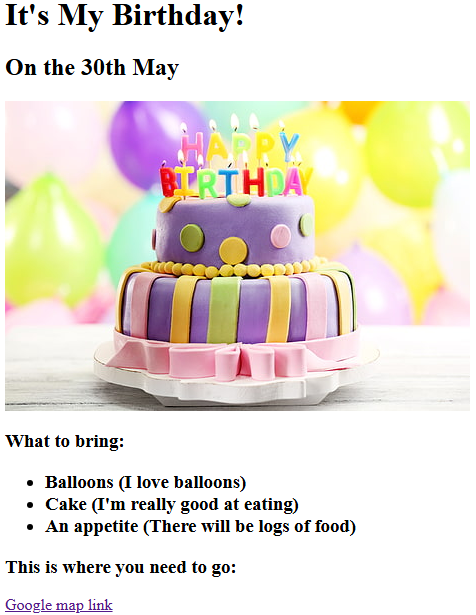 It's My Birthday!
On the 30th May
HAPPY
BIRTHDAY
What to bring:
Balloons (I love balloons)
Cake (I'm really good at eating)
An appetite (There will be logs of food)
This is where you need to go:
Google map link